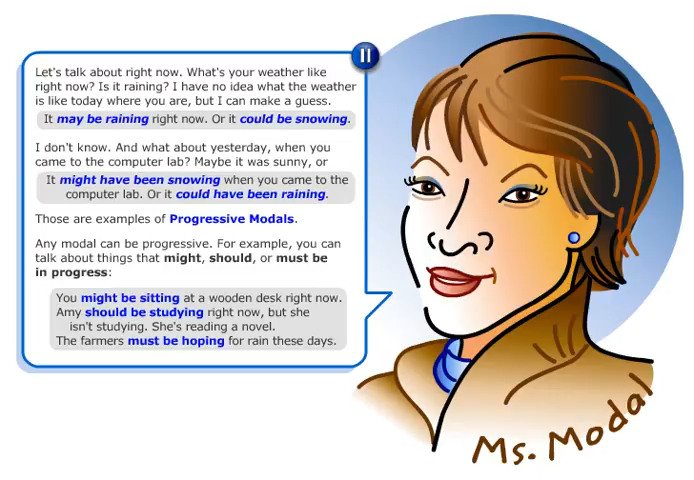 Let's talk about right now. What's your weather like
right now? Is it raining? I have no idea what the weather
is like today where you are, but I can make a guess.
It may be raining right now. Or it could be snowing.
I don't know. And what about yesterday, when you
came to the computer lab? Maybe it was sunny, or
It might have been snowing when you came to the
computer lab. Or it could have been raining.
Those are examples of Progressive Modals.
Any modal can be progressive. For example, you can
talk about things that might, should, or must be
in progress:
You might be sitting at a wooden desk right now.
Amy should be studying right now, but she
isn't studying. She's reading a novel.
The farmers must be hoping for rain these days.
Ms. Modal